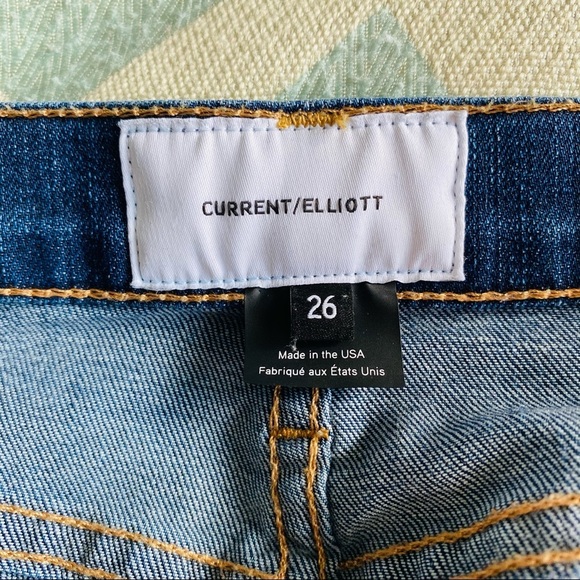 CURRENT/ELLIOTT
26
Made in the USA
Fabriqué aux États Unis